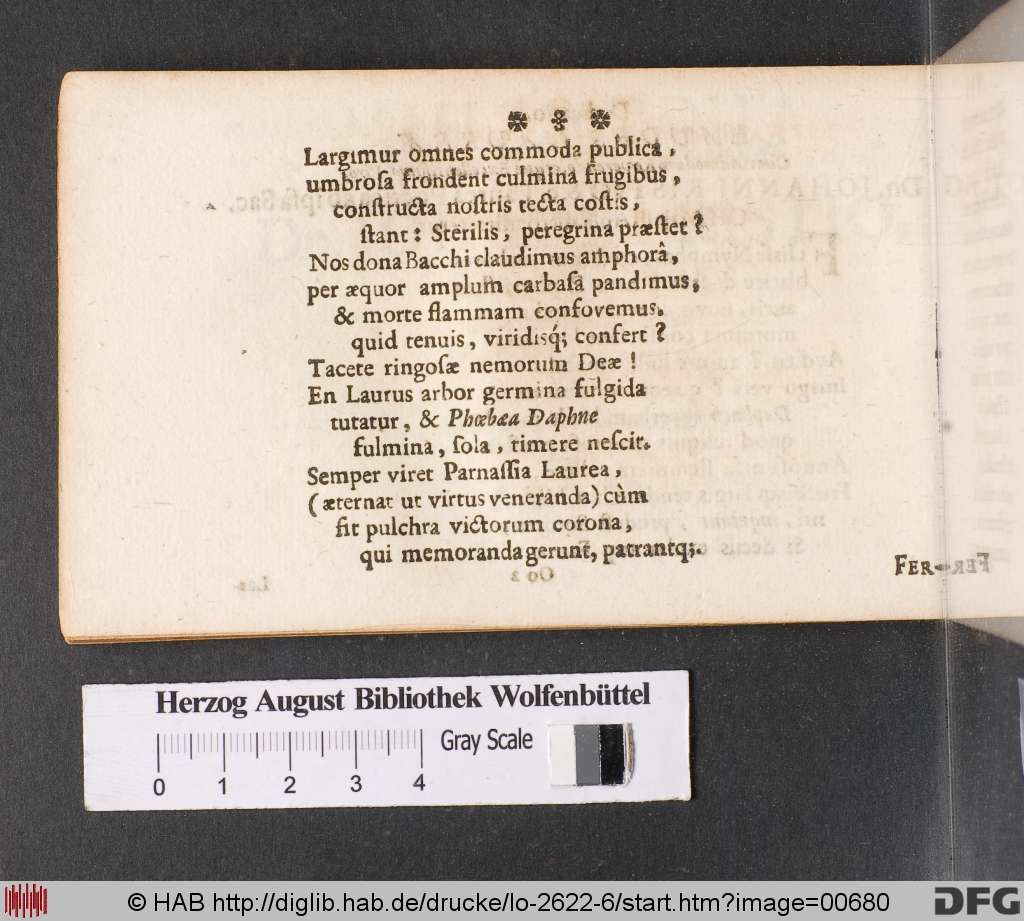 Largimur omnes commoda publica,
umbroſa frondent culmina frugibus,
conſtructa noſtris tecta coſtis,
ſtant: Sterilis, peregrina præſtet?
Nos dona Bacchi claudimus amphorâ,
per æquor amplum carbaſa pandimus,
& morte flammam confovemus.
quid tenuis, viridisq́; confert?
Tacete ringoſæ nemorum Deæ!
En Laurus arbor germina fulgida
tutatur, & Phœbæa Daphne
fulmina, ſola, timere neſcit.
Semper viret Parnaſſia Laurea,
(æternat ut virtus veneranda) cùm
fit pulchra victorum corona,
qui memoranda gerunt, patrantq;.
FER-
Herzog August Bibliothek Wolfenbüttel
Gray Scale
0 1 2 3 4
© HAB http://diglib.hab.de/drucke/lo-2622-6/start.htm?image=00680
DFG